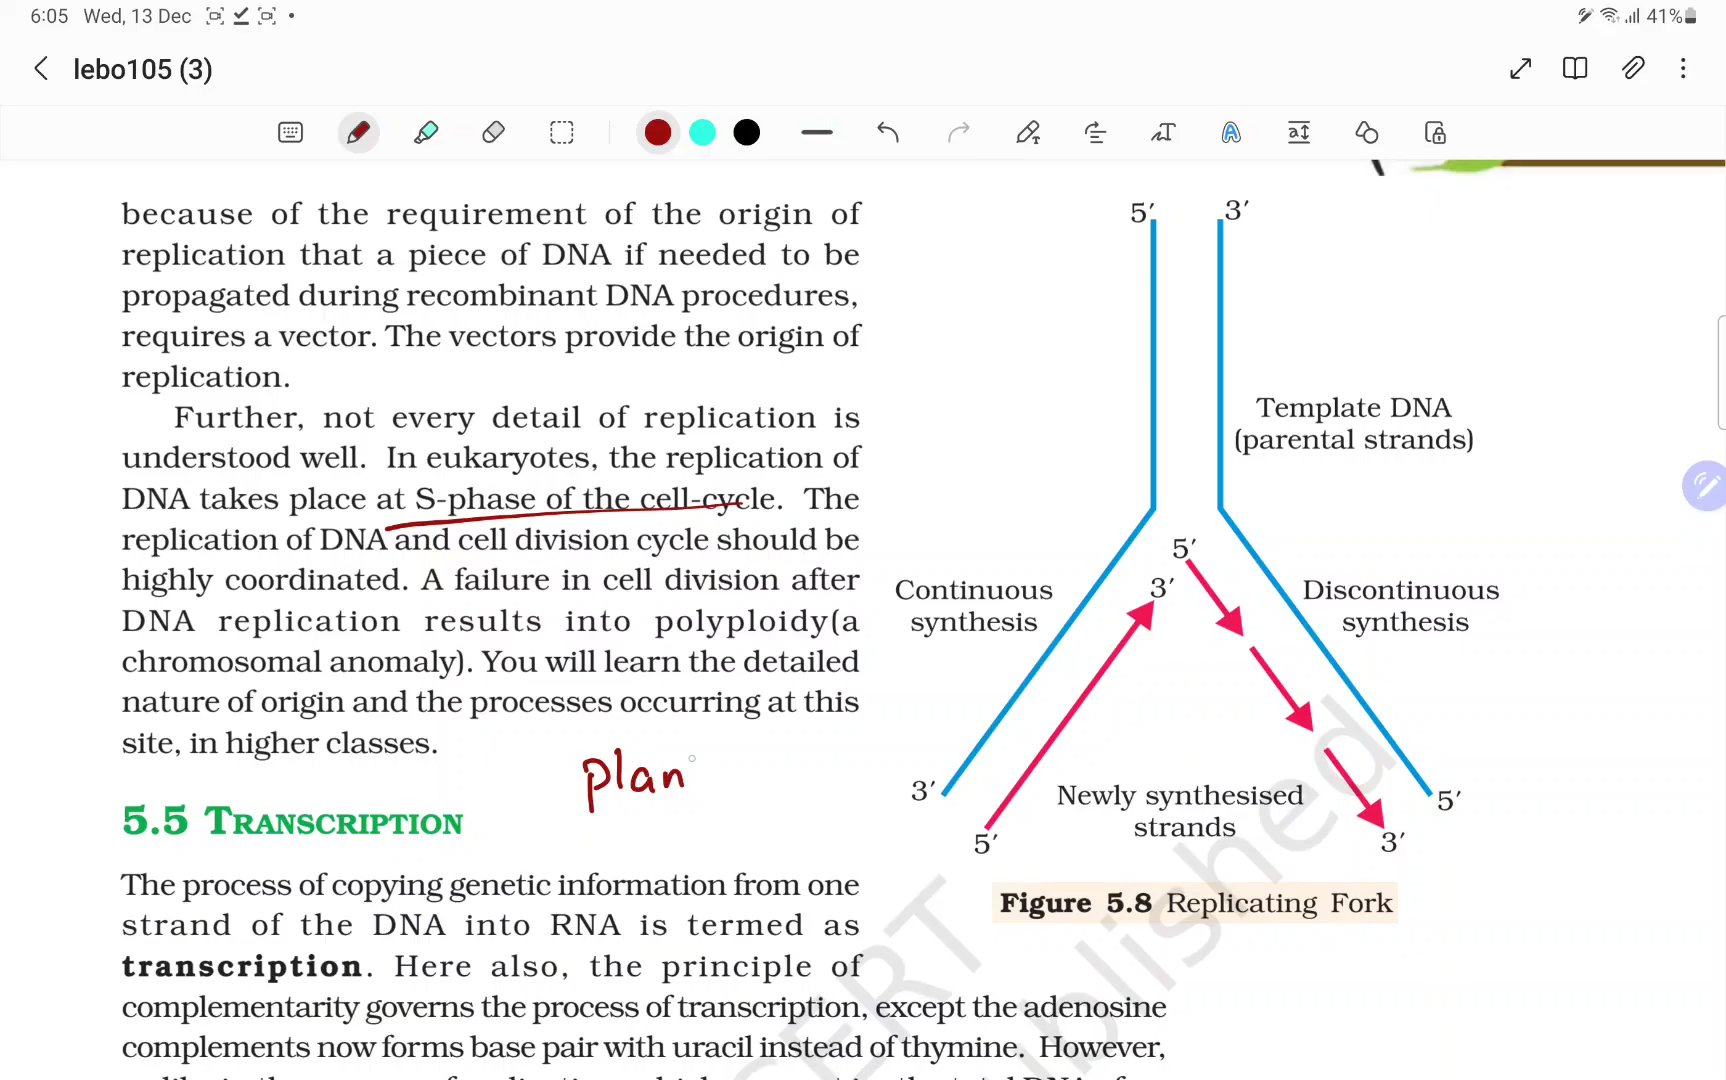 6:05 Wed, 13 Dec
41%
lebo105 (3)
because of the requirement of the origin of
replication that a piece of DNA if needed to be
propagated during recombinant DNA procedures,
requires a vector. The vectors provide the origin of
replication.
Further, not every detail of replication is
understood well. In eukaryotes, the replication of
DNA takes place at S-phase of the cell-cycle. The
replication of DNA and cell division cycle should be
highly coordinated. A failure in cell division after
DNA replication results into polyploidy(a
chromosomal anomaly). You will learn the detailed
nature of origin and the processes occurring at this
site, in higher classes.
plan
5.5 TRANSCRIPTION
The process of copying genetic information from one
strand of the DNA into RNA is termed as
transcription. Here also, the principle of
complementarity governs the process of transcription, except the adenosine
complements now forms base pair with uracil instead of thymine. However,
5′
3′
Template DNA
(parental strands)
5′
3′
Continuous
synthesis
Discontinuous
synthesis
3′
5′
Newly synthesised
strands
5′
3′
Figure 5.8 Replicating Fork